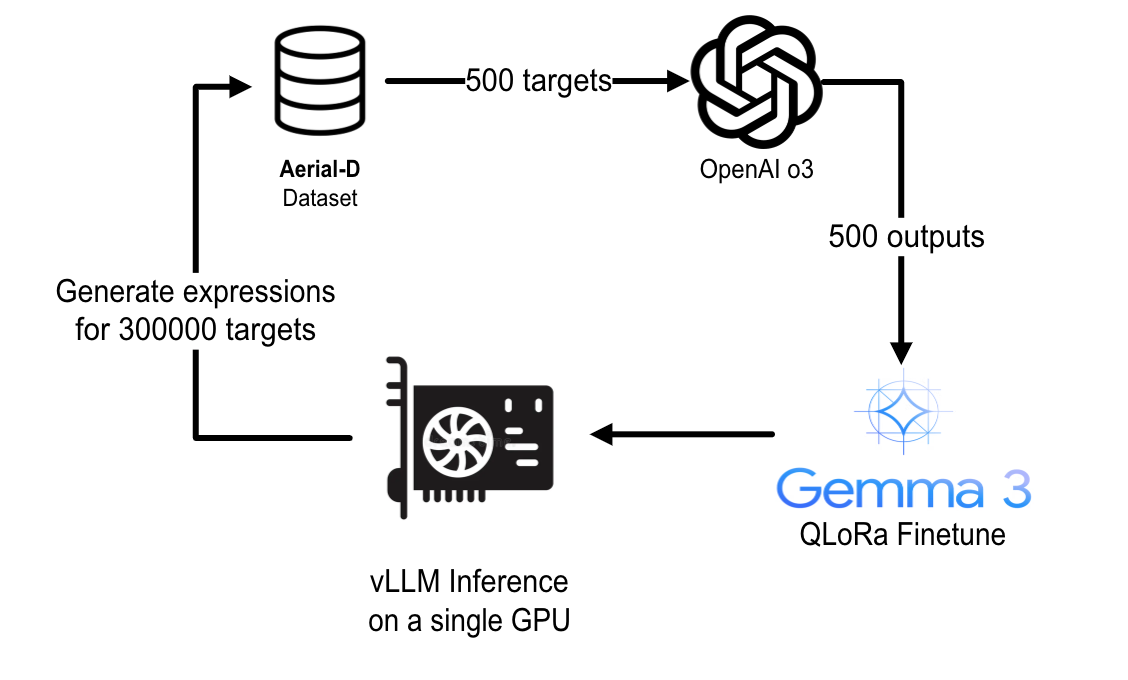 500 targets
Aerial-D
Dataset
OpenAI o3
500 outputs
Generate expressions
for 300000 targets
Gemma 3
QLoRa Finetune
vLLM Inference
on a single GPU